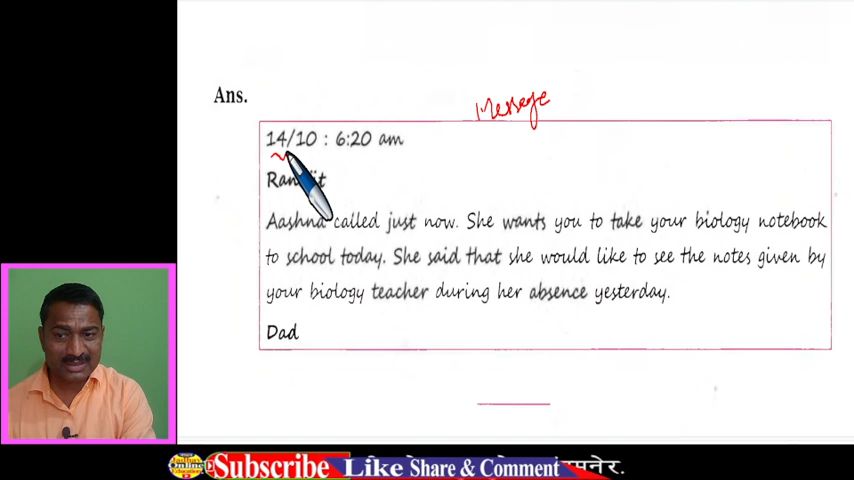 Message
Ans.
14/10 : 6:20 am
Aashna called just now. She wants you to take your biology notebook
to school today. She said that she would like to see the notes given by
your biology teacher during her absence yesterday.
Dad
Online
Subscribe Like Share & Comment